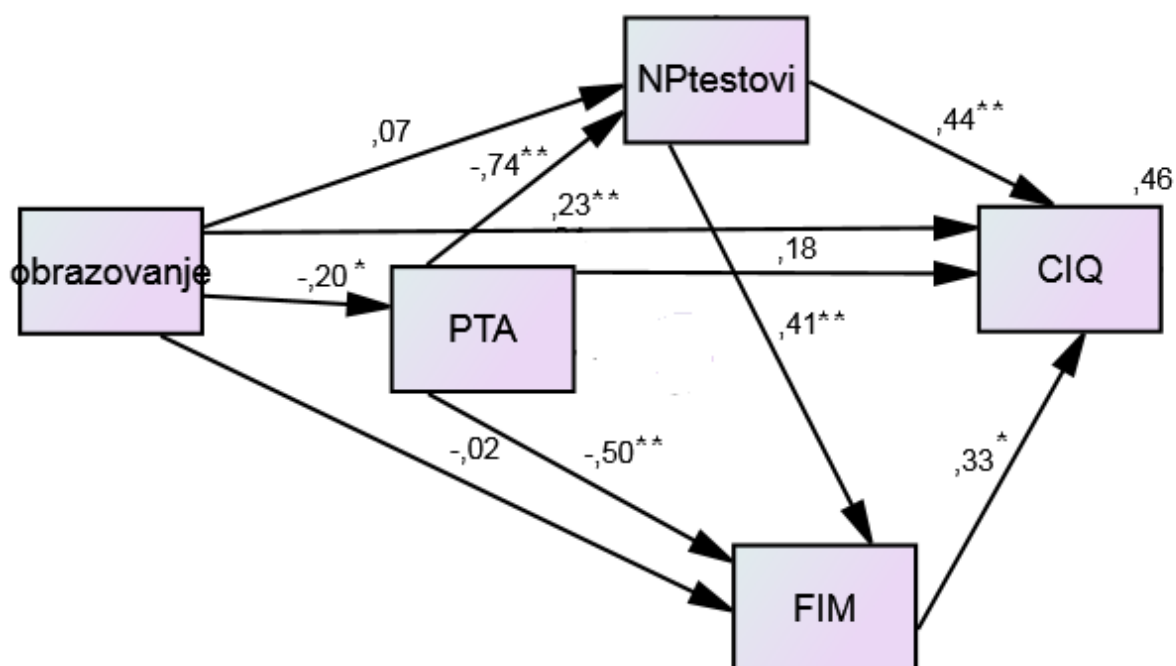 NPtestovi
,07
-,74**
,44**
,46
,23**
obrazovanje
-,20*
,18
CIQ
PTA
,41**
-,02
-,50**
,33*
FIM